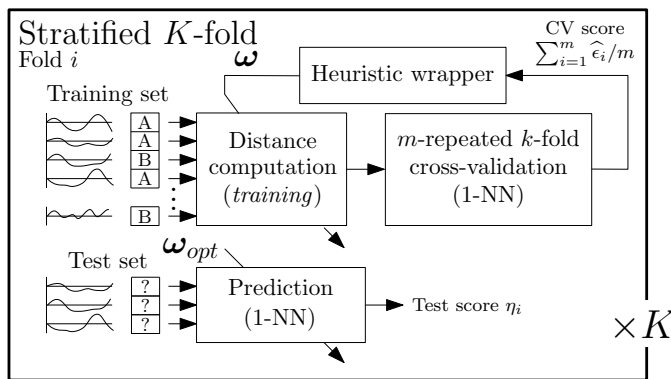 Stratified K-fold
Fold i
ω
Heuristic wrapper
CV score
∑_{i=1}^{m} ε̂_i/m
Training set
A
A
B
A
B
Distance
computation
(training)
m-repeated k-fold
cross-validation
(1-NN)
ω_opt
Test set
?
?
?
Prediction
(1-NN)
Test score η_i
×K